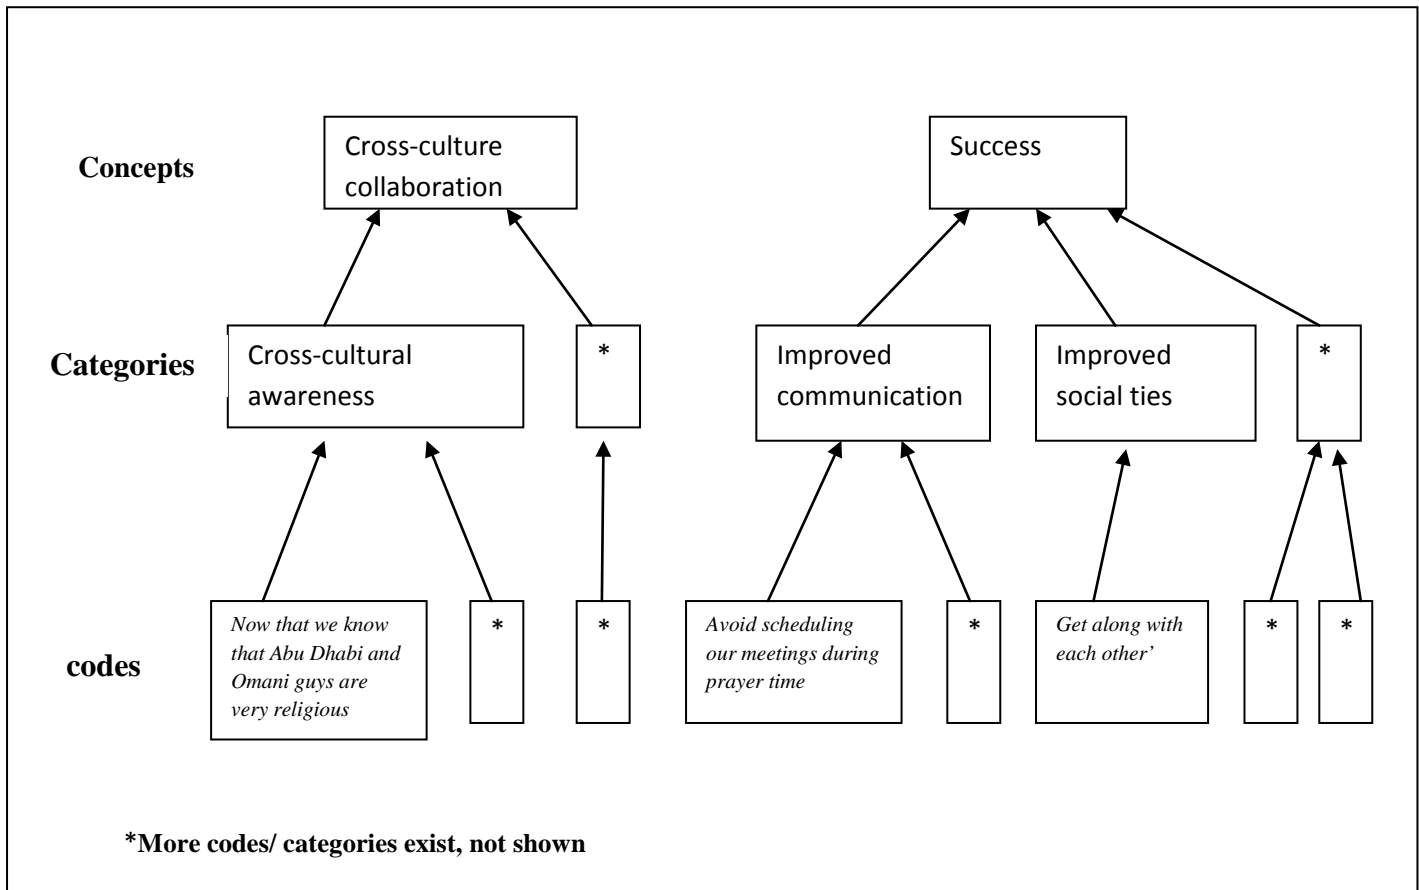 Concepts
Cross-culture
collaboration
Success
Categories
Cross-cultural
awareness
*
Improved
communication
Improved
social ties
*
codes
Now that we know
that Abu Dhabi and
Omani guys are
very religious
*
*
Avoid scheduling
our meetings during
prayer time
*
Get along with
each other’
*
*
*More codes/ categories exist, not shown